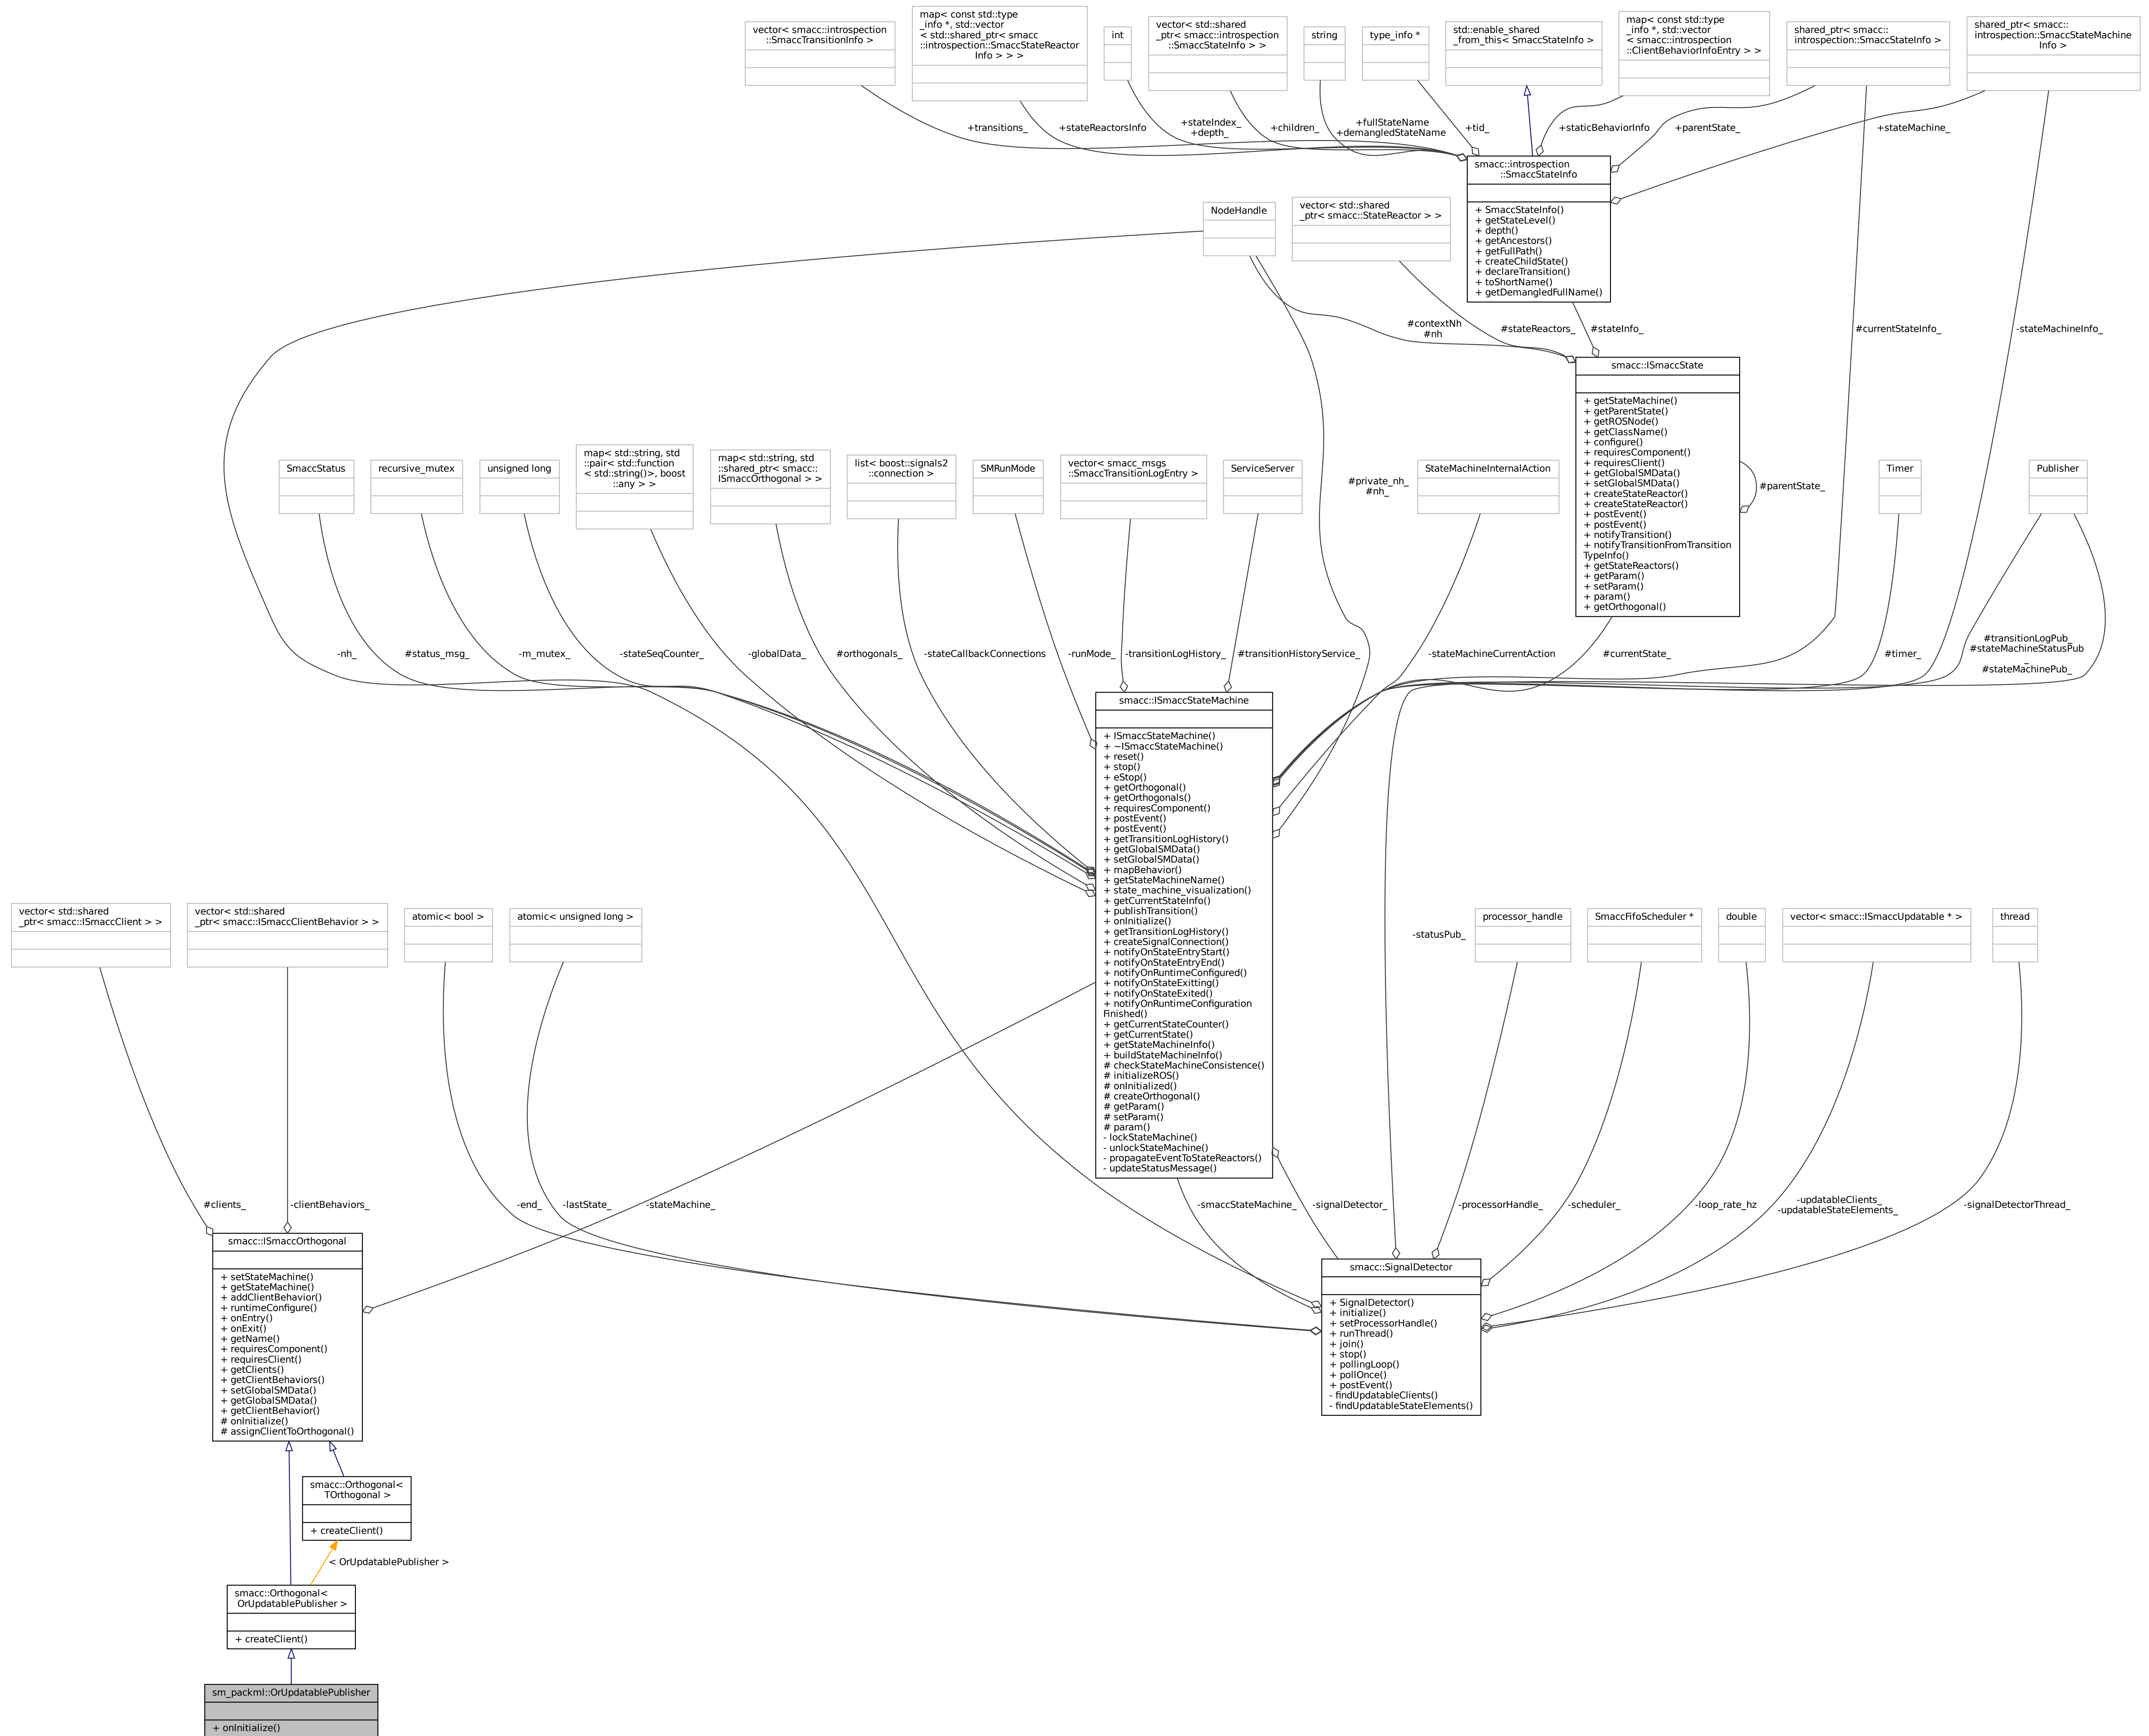 vector< smacc::introspection
::SmaccTransitionInfo >
map< const std::type
_info *, std::vector
< std::shared_ptr< smacc
::introspection::SmaccStateReactor
Info > > >
int
vector< std::shared
_ptr< smacc::introspection
::SmaccStateInfo > >
string
type_info *
std::enable_shared
_from_this< SmaccStateInfo >
map< const std::type
_info *, std::vector
< smacc::introspection
::ClientBehaviorInfoEntry > >
shared_ptr< smacc::
introspection::SmaccStateInfo >
shared_ptr< smacc::
introspection::SmaccStateMachine
Info >
+transitions_
+stateReactorsInfo
+stateIndex_
+depth_
+children_
+fullStateName
+demangledStateName
+tid_
+staticBehaviorInfo
+parentState_
+stateMachine_
smacc::introspection
::SmaccStateInfo
+ SmaccStateInfo()
+ getStateLevel()
+ depth()
+ getAncestors()
+ getFullPath()
+ createChildState()
+ declareTransition()
+ toShortName()
+ getDemangledFullName()
NodeHandle
vector< std::shared
_ptr< smacc::StateReactor > >
#contextNh
#nh
#stateReactors_
#stateInfo_
#currentStateInfo_
-stateMachineInfo_
smacc::ISmaccState
+ getStateMachine()
+ getParentState()
+ getROSNode()
+ getClassName()
+ configure()
+ requiresComponent()
+ requiresClient()
+ getGlobalSMData()
+ setGlobalSMData()
+ createStateReactor()
+ createStateReactor()
+ postEvent()
+ postEvent()
+ notifyTransition()
+ notifyTransitionFromTransition
TypeInfo()
+ getStateReactors()
+ getParam()
+ setParam()
+ param()
+ getOrthogonal()
#parentState_
SmaccStatus
recursive_mutex
unsigned long
map< std::string, std
::pair< std::function
< std::string()>, boost
::any > >
map< std::string, std
::shared_ptr< smacc::
ISmaccOrthogonal > >
list< boost::signals2
::connection >
SMRunMode
vector< smacc_msgs
::SmaccTransitionLogEntry >
ServiceServer
#private_nh_
#nh_
StateMachineInternalAction
Timer
Publisher
-nh_
#status_msg_
-m_mutex_
-stateSeqCounter_
-globalData_
#orthogonals_
-stateCallbackConnections
-runMode_
-transitionLogHistory_
#transitionHistoryService_
-stateMachineCurrentAction
#currentState_
#timer_
#transitionLogPub_
#stateMachineStatusPub
_
#stateMachinePub_
smacc::ISmaccStateMachine
+ ISmaccStateMachine()
+ ~ISmaccStateMachine()
+ reset()
+ stop()
+ eStop()
+ getOrthogonal()
+ getOrthogonals()
+ requiresComponent()
+ postEvent()
+ postEvent()
+ getTransitionLogHistory()
+ getGlobalSMData()
+ setGlobalSMData()
+ mapBehavior()
+ getStateMachineName()
+ state_machine_visualization()
+ getCurrentStateInfo()
+ publishTransition()
+ onInitialize()
+ getTransitionLogHistory()
+ createSignalConnection()
+ notifyOnStateEntryStart()
+ notifyOnStateEntryEnd()
+ notifyOnRuntimeConfigured()
+ notifyOnStateExitting()
+ notifyOnStateExited()
+ notifyOnRuntimeConfiguration
Finished()
+ getCurrentStateCounter()
+ getCurrentState()
+ getStateMachineInfo()
+ buildStateMachineInfo()
# checkStateMachineConsistence()
# initializeROS()
# onInitialized()
# createOrthogonal()
# getParam()
# setParam()
# param()
- lockStateMachine()
- unlockStateMachine()
- propagateEventToStateReactors()
- updateStatusMessage()
vector< std::shared
_ptr< smacc::ISmaccClient > >
vector< std::shared
_ptr< smacc::ISmaccClientBehavior > >
atomic< bool >
atomic< unsigned long >
-statusPub_
processor_handle
SmaccFifoScheduler *
double
vector< smacc::ISmaccUpdatable * >
thread
#clients_
-clientBehaviors_
-end_
-lastState_
-stateMachine_
-smaccStateMachine_
-signalDetector_
-processorHandle_
-scheduler_
-loop_rate_hz
-updatableClients_
-updatableStateElements_
-signalDetectorThread_
smacc::ISmaccOrthogonal
+ setStateMachine()
+ getStateMachine()
+ addClientBehavior()
+ runtimeConfigure()
+ onEntry()
+ onExit()
+ getName()
+ requiresComponent()
+ requiresClient()
+ getClients()
+ getClientBehaviors()
+ setGlobalSMData()
+ getGlobalSMData()
+ getClientBehavior()
# onInitialize()
# assignClientToOrthogonal()
smacc::SignalDetector
+ SignalDetector()
+ initialize()
+ setProcessorHandle()
+ runThread()
+ join()
+ stop()
+ pollingLoop()
+ pollOnce()
+ postEvent()
- findUpdatableClients()
- findUpdatableStateElements()
smacc::Orthogonal<
TOrthogonal >
+ createClient()
< OrUpdatablePublisher >
smacc::Orthogonal<
OrUpdatablePublisher >
+ createClient()
sm_packml::OrUpdatablePublisher
+ onInitialize()